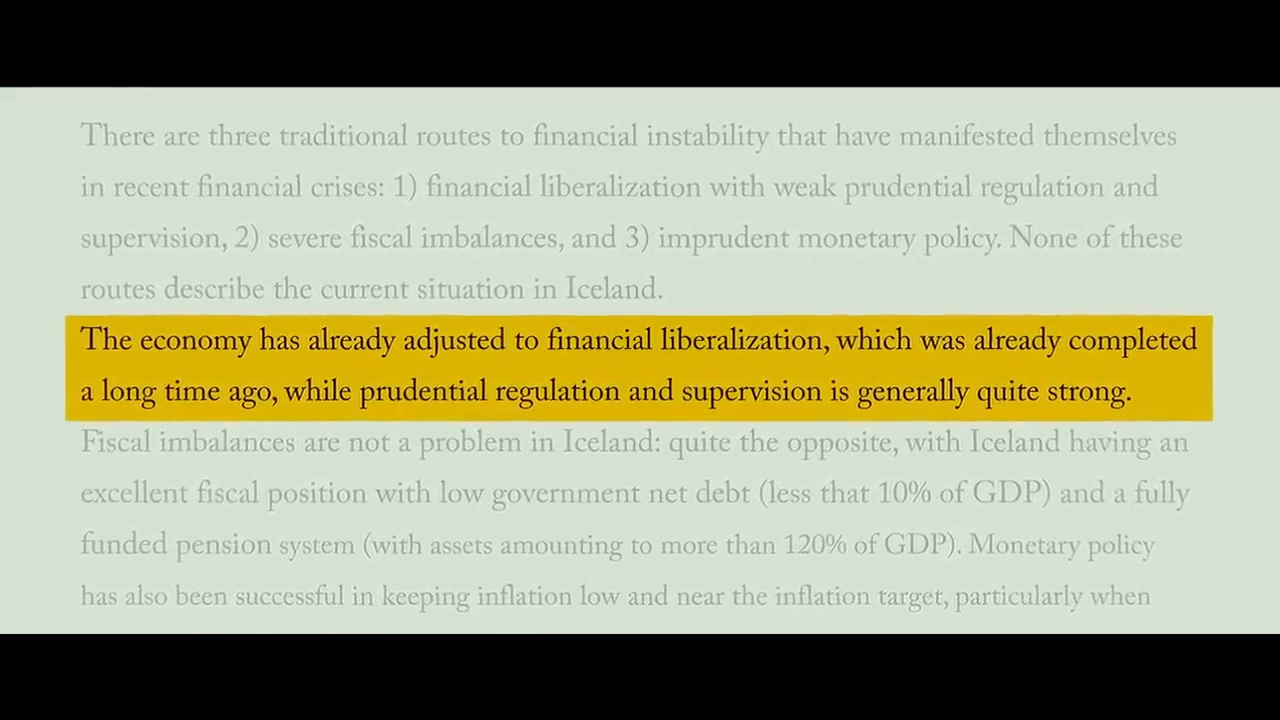 There are three traditional routes to financial instability that have manifested themselves
in recent financial crises: 1) financial liberalization with weak prudential regulation and
supervision, 2) severe fiscal imbalances, and 3) imprudent monetary policy. None of these
routes describe the current situation in Iceland.
The economy has already adjusted to financial liberalization, which was already completed
a long time ago, while prudential regulation and supervision is generally quite strong.
Fiscal imbalances are not a problem in Iceland: quite the opposite, with Iceland having an
excellent fiscal position with low government net debt (less that 10% of GDP) and a fully
funded pension system (with assets amounting to more than 120% of GDP). Monetary policy
has also been successful in keeping inflation low and near the inflation target, particularly when